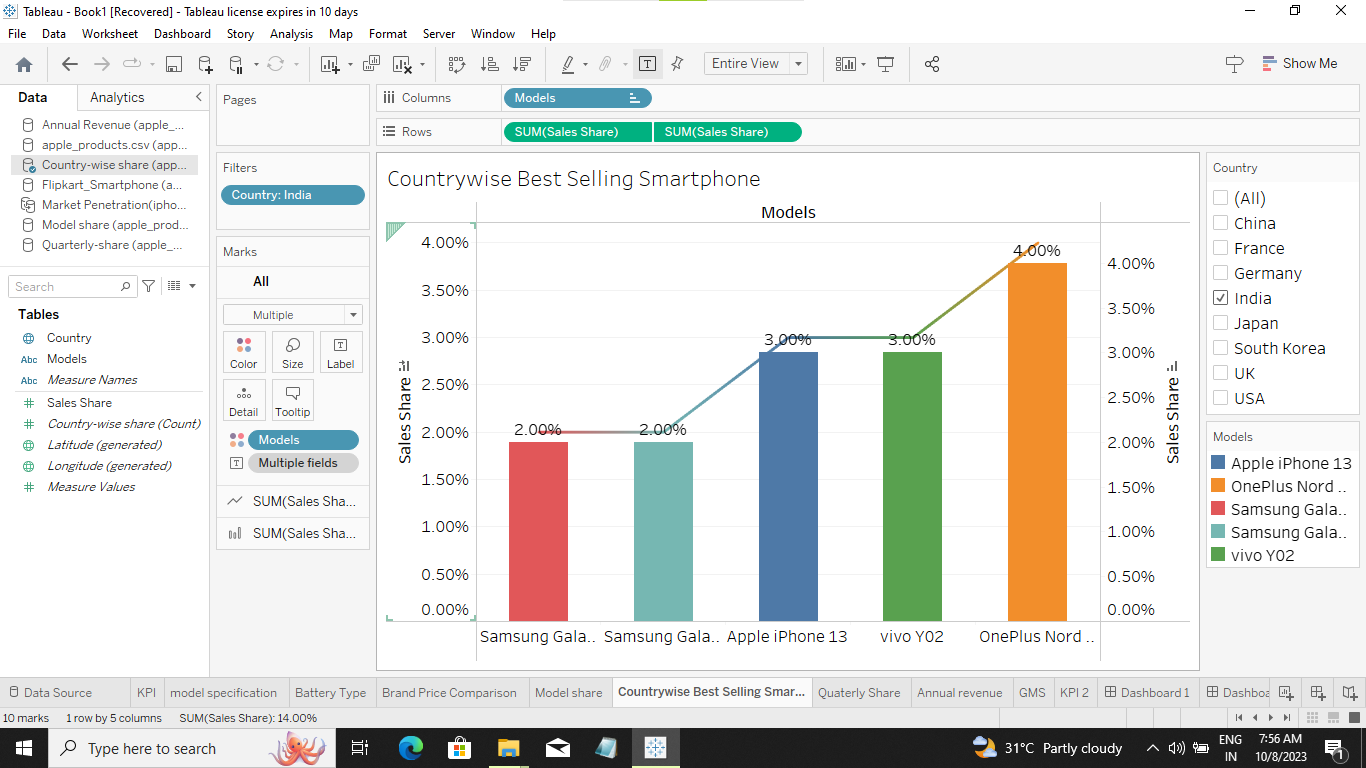 Tableau - Book1 [Recovered] - Tableau license expires in 10 days
File Data Worksheet Dashboard Story Analysis Map Format Server Window Help
Entire View
Show Me
Data Analytics
Annual Revenue (apple_...
apple_products.csv (app...
Country-wise share (app...
Flipkart_Smartphone (a...
Market Penetration(ipho...
Model share (apple_prod...
Quarterly-share (apple_...
Search
Tables
Country
Abc Models
Abc Measure Names
Sales Share
Country-wise share (Count)
Latitude (generated)
Longitude (generated)
Measure Values
Pages
Filters
Country: India
Marks
All
Multiple
Color Size Label
Detail Tooltip
Models
Multiple fields
SUM(Sales Sha...
SUM(Sales Sha...
Columns Models
Rows SUM(Sales Share) SUM(Sales Share)
Countrywise Best Selling Smartphone
Models
Sales Share
4.00%
3.50%
3.00%
2.50%
2.00%
1.50%
1.00%
0.50%
0.00%
2.00% 2.00% 3.00% 3.00% 4.00%
4.00%
3.50%
3.00%
2.50%
2.00%
1.50%
1.00%
0.50%
0.00%
Sales Share
Samsung Gala.. Samsung Gala.. Apple iPhone 13 vivo Y02 OnePlus Nord ..
Country
(All)
China
France
Germany
India
Japan
South Korea
UK
USA
Models
Apple iPhone 13
OnePlus Nord ..
Samsung Gala..
Samsung Gala..
vivo Y02
Data Source KPI model specification Battery Type Brand Price Comparison Model share Countrywise Best Selling Smar... Quaterly Share Annual revenue GMS KPI 2 Dashboard 1 Dashboa
10 marks 1 row by 5 columns SUM(Sales Share): 14.00%
Type here to search
31°C Partly cloudy
ENG
IN
7:56 AM
10/8/2023
1